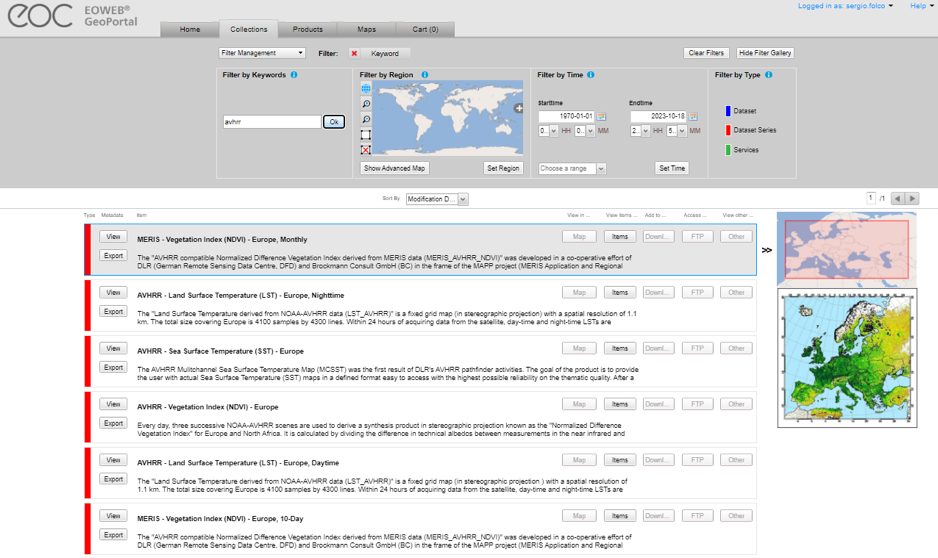 Logged in as: sergio.folco
Help
eoc EOWEB® GeoPortal
Home Collections Products Maps Cart (0)
Filter Management Filter: Keyword Clear Filters Hide Filter Gallery
Filter by Keywords
avhrr Ok
Filter by Region
Show Advanced Map Set Region
Filter by Time
Starttime Endtime
1970-01-01 2023-10-18
0... HH 0... MM 2... HH 5... MM
Choose a range Set Time
Filter by Type
Dataset
Dataset Series
Services
Sort By Modification D... 1 /1
Type Metadata Item View in ... View items ... Add to ... Access ... View other ...
View MERIS - Vegetation Index (NDVI) - Europe, Monthly Map Items Downl... FTP Other
Export The "AVHRR compatible Normalized Difference Vegetation Index derived from MERIS data (MERIS_AVHRR_NDVI)" was developed in a co-operative effort of
DLR (German Remote Sensing Data Centre, DFD) and Brockmann Consult GmbH (BC) in the frame of the MAPP project (MERIS Application and Regional
>>
View AVHRR - Land Surface Temperature (LST) - Europe, Nighttime Map Items Downl... FTP Other
Export The "Land Surface Temperature derived from NOAA-AVHRR data (LST_AVHRR)" is a fixed grid map (in stereographic projection) with a spatial resolution of 1.1
km. The total size covering Europe is 4100 samples by 4300 lines. Within 24 hours of acquiring data from the satellite, day-time and night-time LSTs are
View AVHRR - Sea Surface Temperature (SST) - Europe Map Items Downl... FTP Other
Export The AVHRR Mulitchannel Sea Surface Temperature Map (MCSST) was the first result of DLR's AVHRR pathfinder activities. The goal of the product is to provide
the user with actual Sea Surface Temperature (SST) maps in a defined format easy to access with the highest possible reliability on the thematic quality. After a
View AVHRR - Vegetation Index (NDVI) - Europe Map Items Downl... FTP Other
Export Every day, three successive NOAA-AVHRR scenes are used to derive a synthesis product in stereographic projection known as the "Normalized Difference
Vegetation Index" for Europe and North Africa. It is calculated by dividing the difference in technical albedos between measurements in the near infrared and
View AVHRR - Land Surface Temperature (LST) - Europe, Daytime Map Items Downl... FTP Other
Export The "Land Surface Temperature derived from NOAA-AVHRR data (LST_AVHRR)" is a fixed grid map (in stereographic projection ) with a spatial resolution of
1.1 km. The total size covering Europe is 4100 samples by 4300 lines. Within 24 hours of acquiring data from the satellite, day-time and night-time LSTs are
View MERIS - Vegetation Index (NDVI) - Europe, 10-Day Map Items Downl... FTP Other
Export The "AVHRR compatible Normalized Difference Vegetation Index derived from MERIS data (MERIS_AVHRR_NDVI)" was developed in a co-operative effort of
DLR (German Remote Sensing Data Centre, DFD) and Brockmann Consult GmbH (BC) in the frame of the MAPP project (MERIS Application and Regional